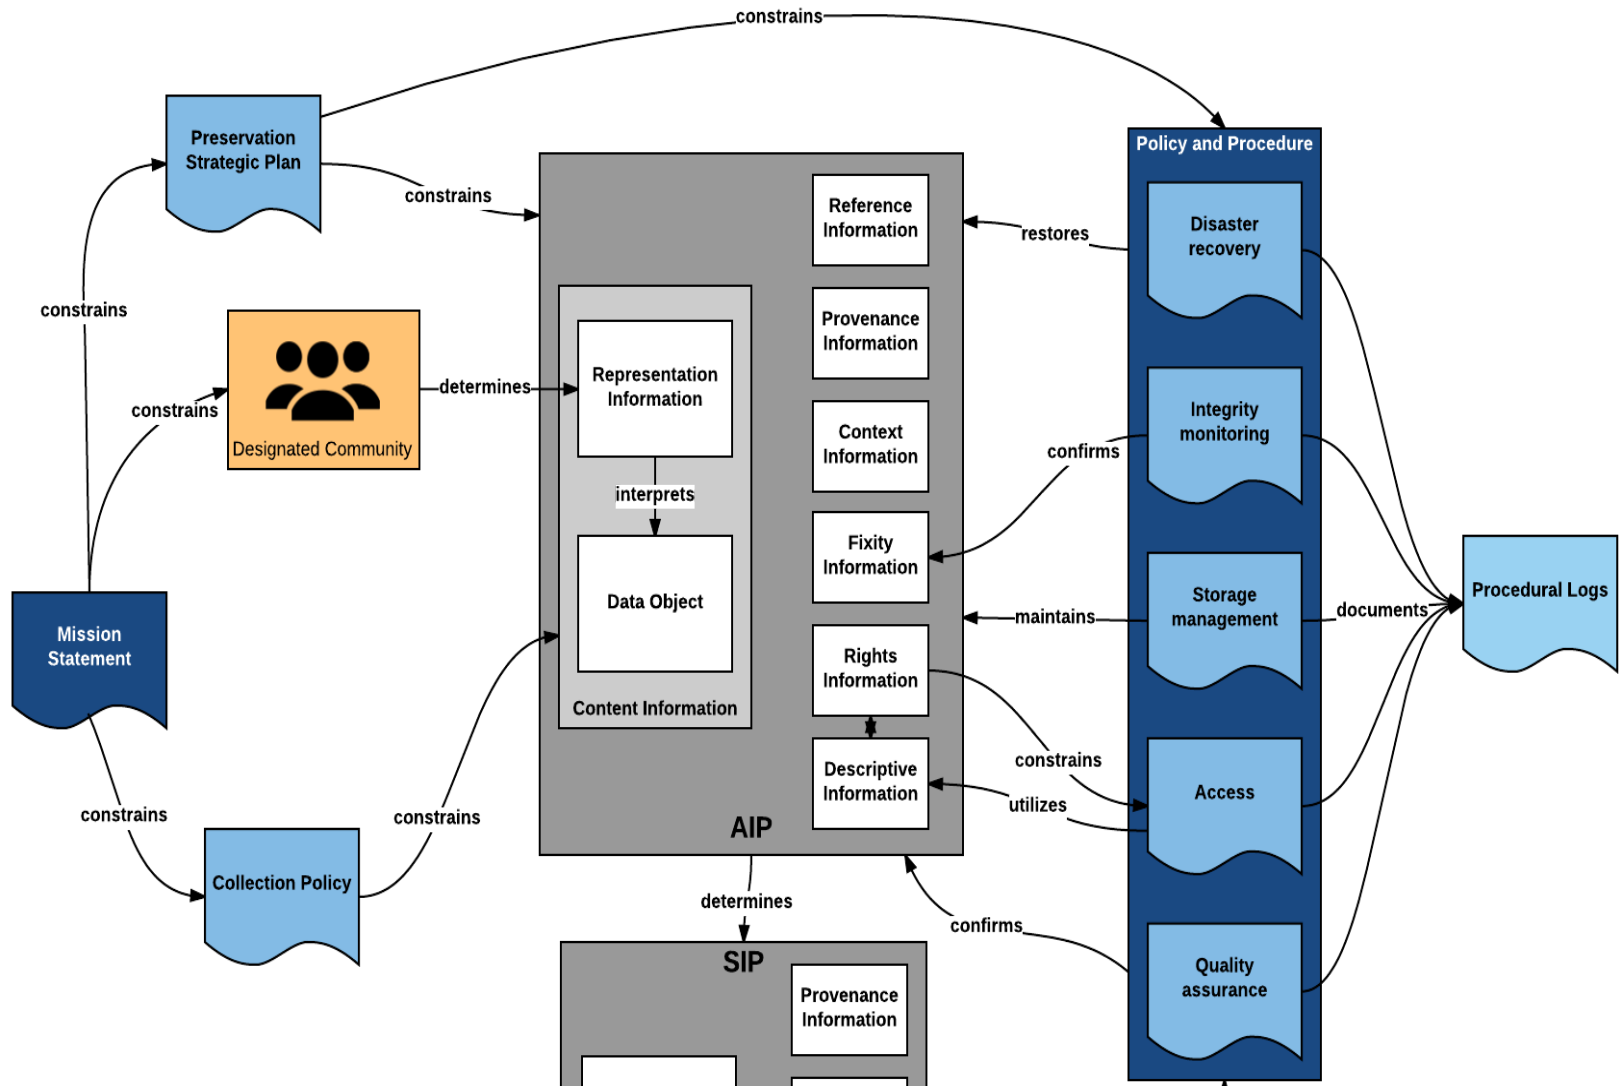 constrains
Preservation
Strategic Plan
constrains
constrains
Designated Community
constrains
determines
Mission
Statement
constrains
Collection Policy
constrains
Reference
Information
Provenance
Information
Context
Information
Fixity
Information
Rights
Information
Descriptive
Information
Representation
Information
interprets
Data Object
Content Information
AIP
determines
SIP
Provenance
Information
restores
confirms
maintains
constrains
utilizes
confirms
Policy and Procedure
Disaster
recovery
Integrity
monitoring
Storage
management
Access
Quality
assurance
documents
Procedural Logs